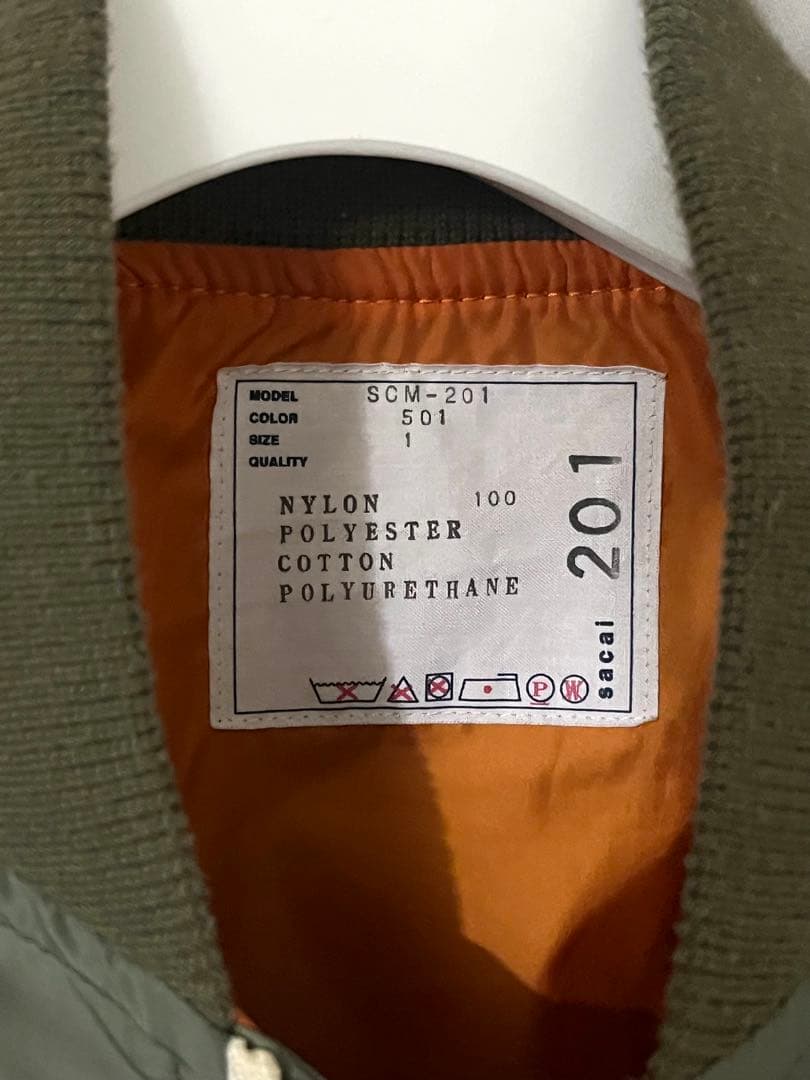 MODEL SCM-201
COLOR 501
SIZE 1
QUALITY
NYLON 100
POLYESTER
COTTON
POLYURETHANE
P W
sacai 201